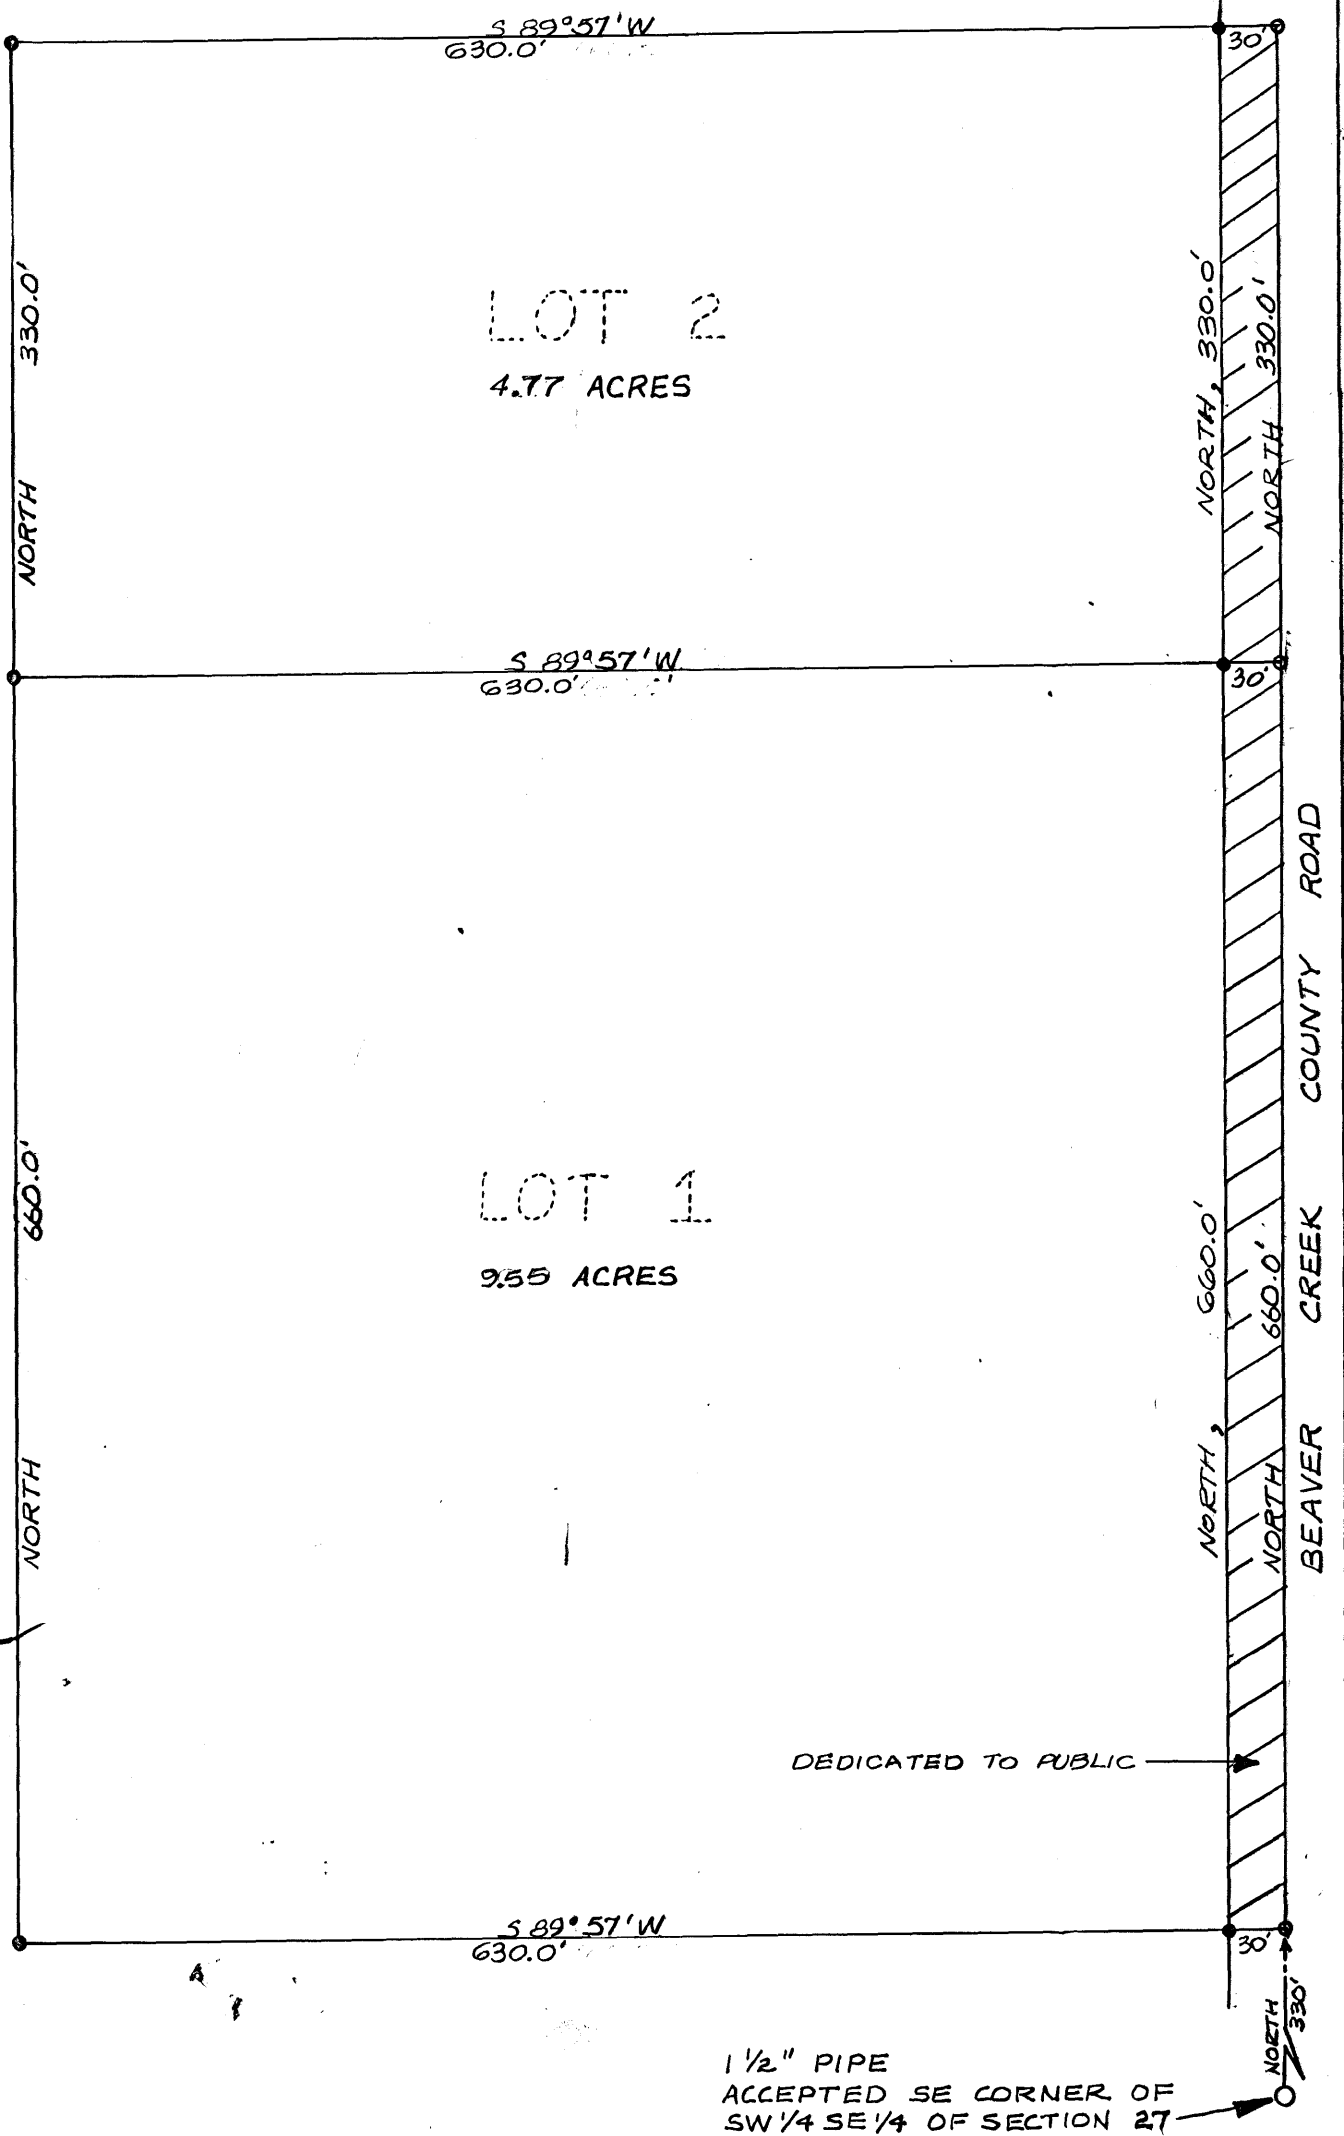 S 89°57'W
630.0'
30'
NORTH 330.0'
NORTH, 330.0'
NORTH 330.0'
LOT 2
4.77 ACRES
S 89°57'W
630.0'
30'
NORTH 660.0'
NORTH, 660.0'
NORTH 660.0'
BEAVER CREEK COUNTY ROAD
LOT 1
9.55 ACRES
DEDICATED TO PUBLIC
S 89°57'W
630.0'
30'
NORTH
330'
1 1/2" PIPE
ACCEPTED SE CORNER OF
SW 1/4 SE 1/4 OF SECTION 27